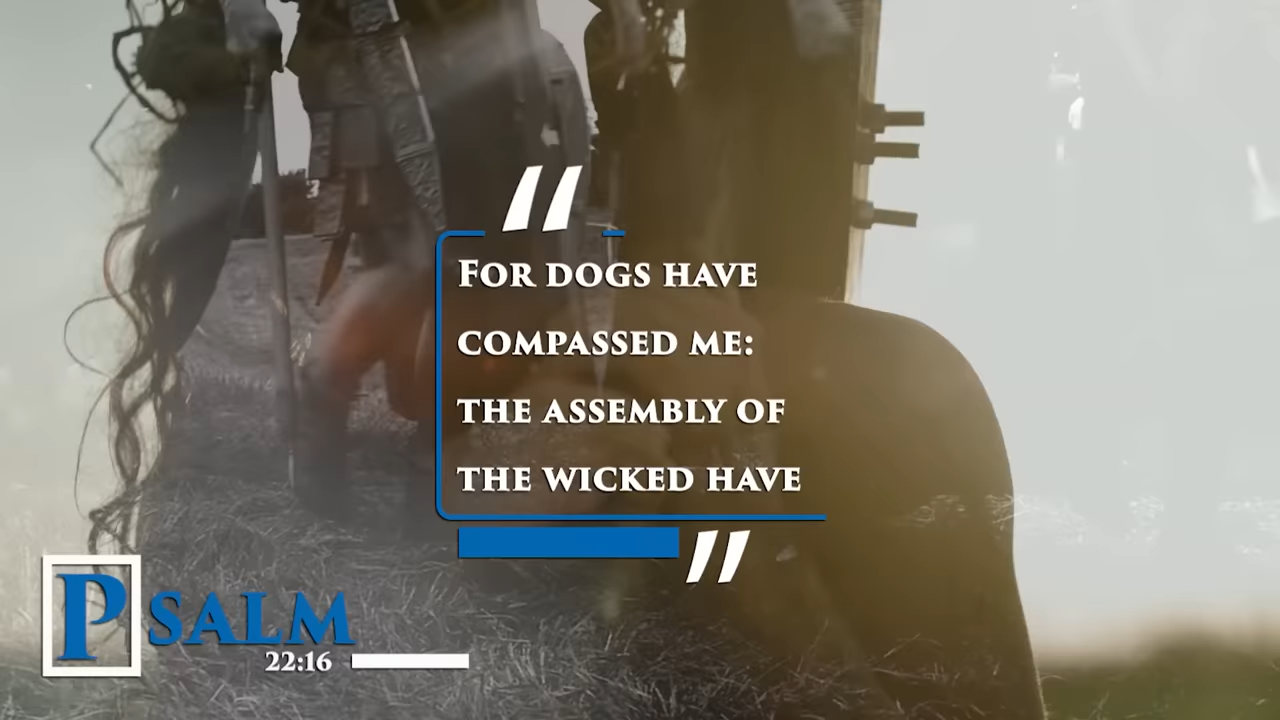 “
FOR DOGS HAVE
COMPASSED ME:
THE ASSEMBLY OF
THE WICKED HAVE
”
PSALM
22:16